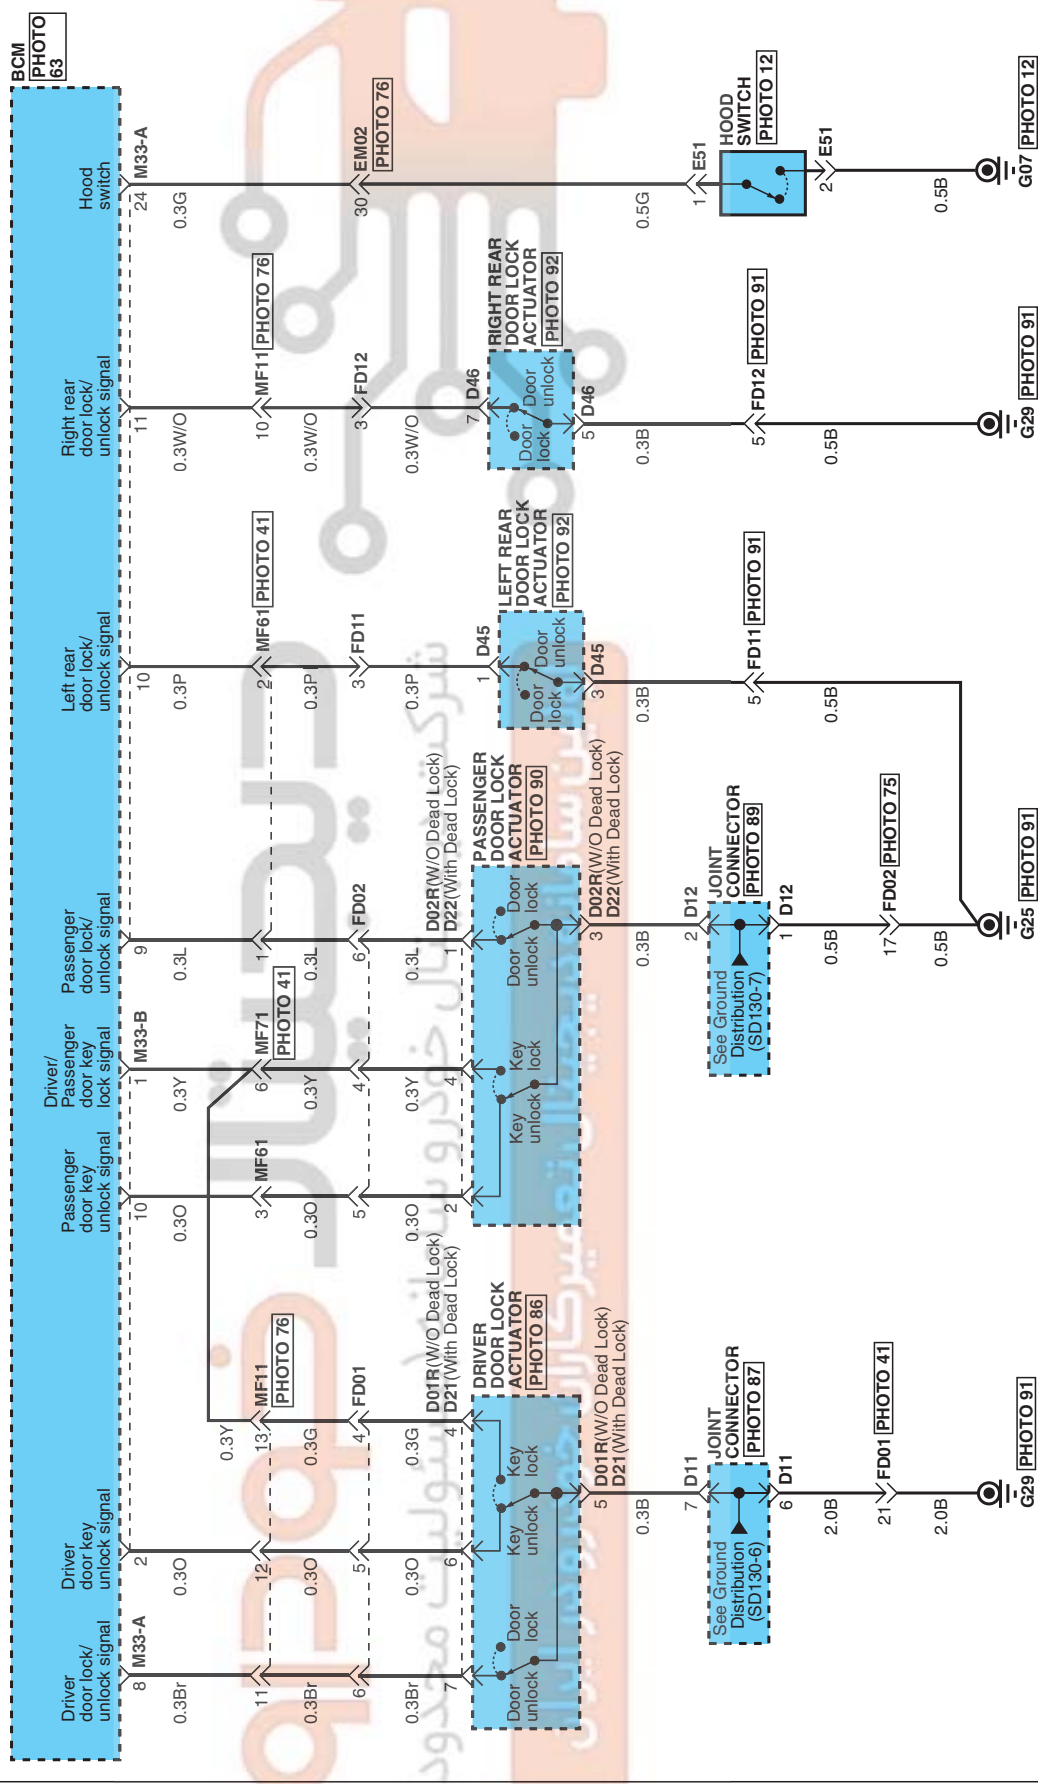 BCM
PHOTO
63
Driver
door lock/
unlock signal
Driver
door key
unlock signal
Passenger
door key
unlock signal
Driver/
Passenger
door key
lock signal
Passenger
door lock/
unlock signal
Left rear
door lock/
unlock signal
Right rear
door lock/
unlock signal
Hood
switch
8
M33-A
2
10
1
M33-B
9
10
11
24
M33-A
0.3Br
0.3O
0.3Y
0.3O
0.3Y
0.3L
0.3P
0.3W/O
0.3G
11
12
13
MF11
PHOTO 76
3
MF61
6
MF71
PHOTO 41
1
2
MF61
PHOTO 41
10
MF11
PHOTO 76
30
EM02
PHOTO 76
0.3Br
0.3O
0.3G
0.3O
0.3Y
0.3L
0.3P
0.3W/O
6
5
4
FD01
5
4
6
FD02
3
FD11
3
FD12
0.3Br
0.3O
0.3G
0.3O
0.3Y
0.3L
0.3P
0.3W/O
0.5G
D01R(W/O Dead Lock)
D21(With Dead Lock)
D02R(W/O Dead Lock)
D22(With Dead Lock)
7
6
4
2
4
1
1
D45
7
D46
1
E51
DRIVER
DOOR LOCK
ACTUATOR
PHOTO 86
PASSENGER
DOOR LOCK
ACTUATOR
PHOTO 90
LEFT REAR
DOOR LOCK
ACTUATOR
PHOTO 92
RIGHT REAR
DOOR LOCK
ACTUATOR
PHOTO 92
HOOD
SWITCH
PHOTO 12
Door
unlock
Door
lock
Key
unlock
Key
lock
Key
unlock
Key
lock
Door
unlock
Door
lock
Door
lock
Door
unlock
Door
lock
Door
unlock
5
D01R(W/O Dead Lock)
D21(With Dead Lock)
3
D02R(W/O Dead Lock)
D22(With Dead Lock)
3
D45
5
D46
2
E51
0.3B
0.3B
0.3B
0.3B
7
D11
2
D12
See Ground
Distribution
(SD130-6)
JOINT
CONNECTOR
PHOTO 87
See Ground
Distribution
(SD130-7)
JOINT
CONNECTOR
PHOTO 89
5
FD11
PHOTO 91
5
FD12
PHOTO 91
6
D11
1
D12
2.0B
0.5B
0.5B
0.5B
21
FD01
PHOTO 41
17
FD02
PHOTO 75
2.0B
0.5B
0.5B
G29
PHOTO 91
G25
PHOTO 91
G29
PHOTO 91
G07
PHOTO 12